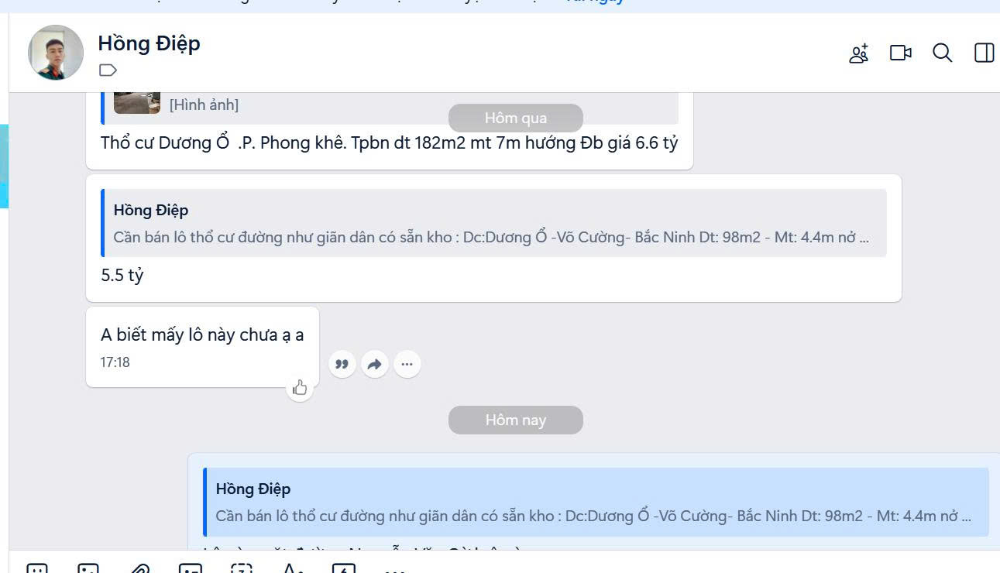 Hồng Điệp
[Hình ảnh]
Hôm qua
Thổ cư Dương Ổ .P. Phong khê. Tpbn dt 182m2 mt 7m hướng Đb giá 6.6 tỷ
Hồng Điệp
Cần bán lô thổ cư đường như giãn dân có sẵn kho : Dc:Dương Ổ -Võ Cường- Bắc Ninh Dt: 98m2 - Mt: 4.4m nở ...
5.5 tỷ
A biết mấy lô này chưa ạ a
17:18
Hôm nay
Hồng Điệp
Cần bán lô thổ cư đường như giãn dân có sẵn kho : Dc:Dương Ổ -Võ Cường- Bắc Ninh Dt: 98m2 - Mt: 4.4m nở ...